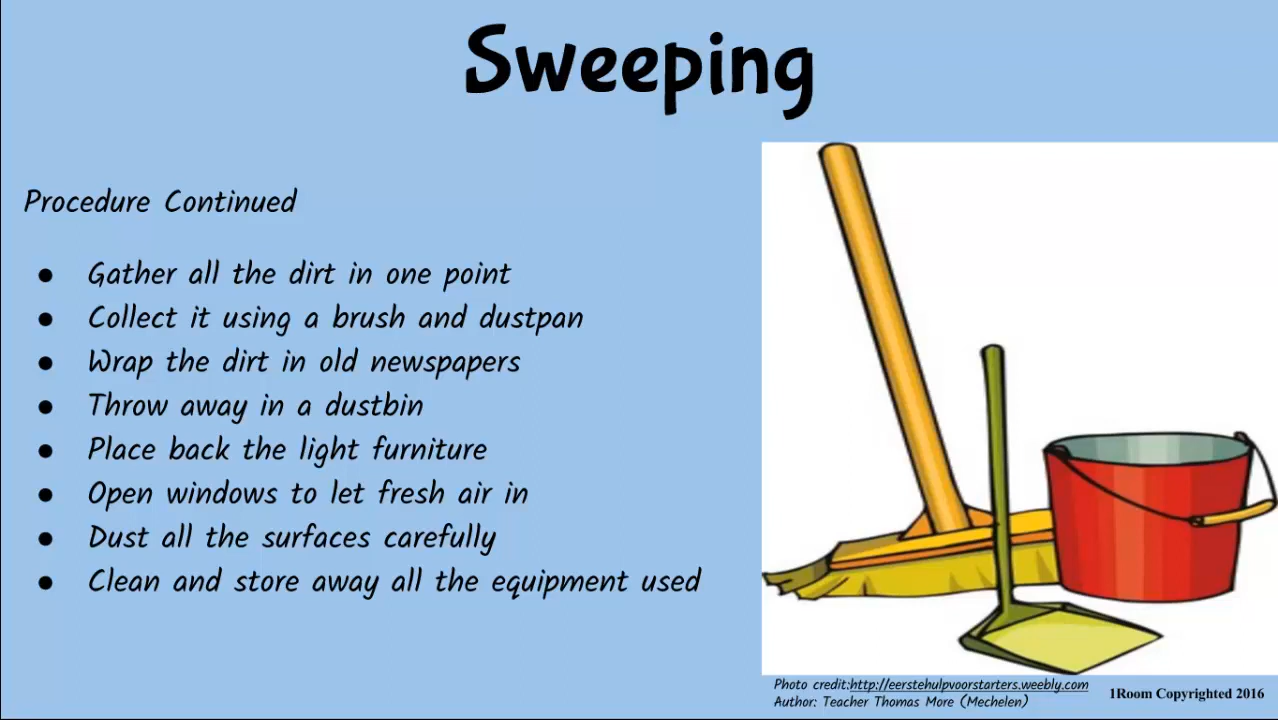 Sweeping
Procedure Continued
● Gather all the dirt in one point
● Collect it using a brush and dustpan
● Wrap the dirt in old newspapers
● Throw away in a dustbin
● Place back the light furniture
● Open windows to let fresh air in
● Dust all the surfaces carefully
● Clean and store away all the equipment used
Photo credit:http://eerstehulpvoorstarters.weebly.com
Author: Teacher Thomas More (Mechelen)
1Room Copyrighted 2016